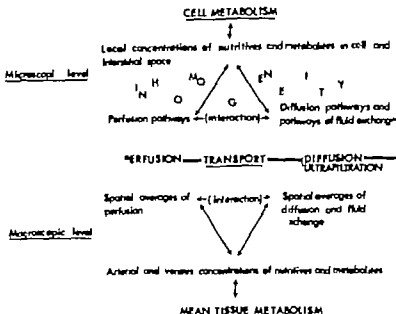 CELL METABOLISM
Local concentrations of nutritives and metabolites in cell and
interstitial space
Microscopic level
INHOMOGENEITY
Perfusion pathways
(interaction)
Diffusion pathways and
pathways of fluid exchange
PERFUSION — TRANSPORT — DIFFUSION
ULTRAFILTRATION
Spatial averages of
perfusion
(interaction)
Spatial averages of
diffusion and fluid
xchange
Macroscopic level
Arterial and venous concentrations of nutritives and metabolites
MEAN TISSUE METABOLISM